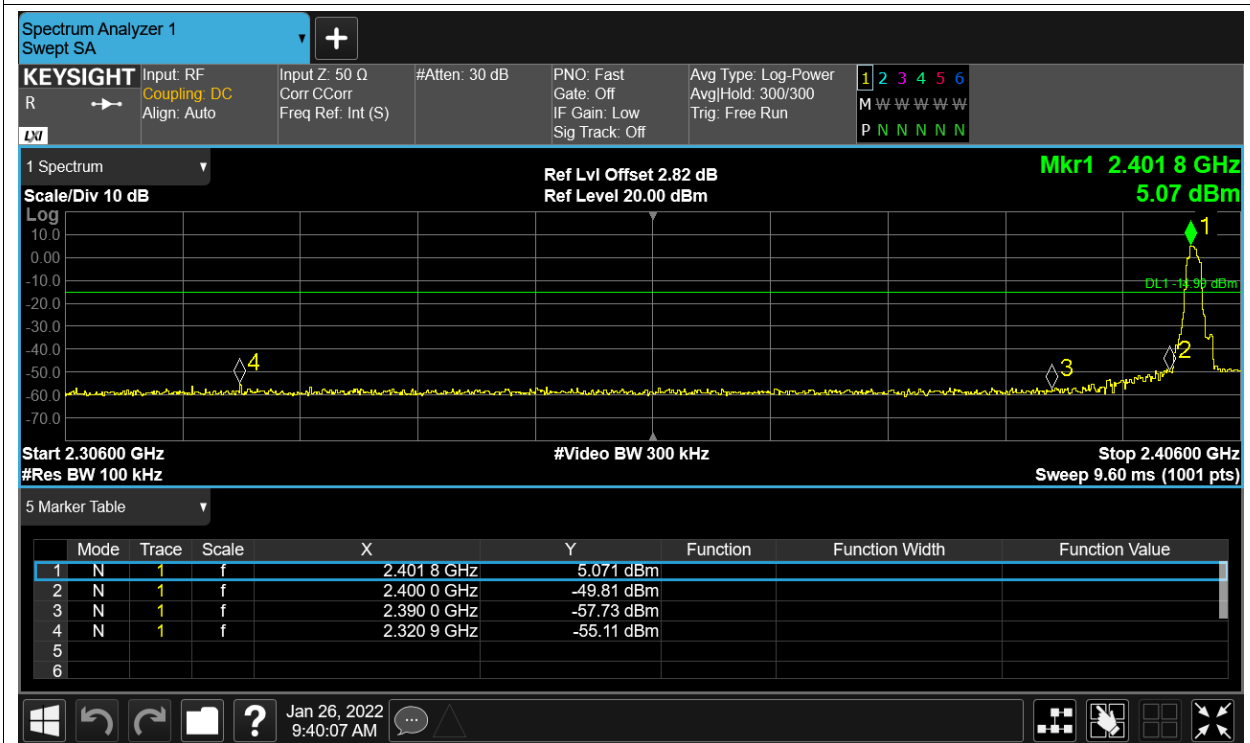 Spectrum Analyzer 1
Swept SA
+
KEYSIGHT
R
LXI
Input: RF
Coupling: DC
Align: Auto
Input Z: 50 Ω
Corr CCorr
Freq Ref: Int (S)
#Atten: 30 dB
PNO: Fast
Gate: Off
IF Gain: Low
Sig Track: Off
Avg Type: Log-Power
Avg|Hold: 300/300
Trig: Free Run
1 2 3 4 5 6
M W W W W W
P N N N N N
1 Spectrum
Scale/Div 10 dB
Ref Lvl Offset 2.82 dB
Ref Level 20.00 dBm
Mkr1 2.401 8 GHz
5.07 dBm
Log
10.0
0.00
-10.0
-20.0
-30.0
-40.0
-50.0
-60.0
-70.0
1
DL1 -14.99 dBm
2
3
4
Start 2.30600 GHz
#Res BW 100 kHz
#Video BW 300 kHz
Stop 2.40600 GHz
Sweep 9.60 ms (1001 pts)
5 Marker Table
Mode Trace Scale X Y Function Function Width Function Value
1 N 1 f 2.401 8 GHz 5.071 dBm
2 N 1 f 2.400 0 GHz -49.81 dBm
3 N 1 f 2.390 0 GHz -57.73 dBm
4 N 1 f 2.320 9 GHz -55.11 dBm
5
6
?
Jan 26, 2022
9:40:07 AM